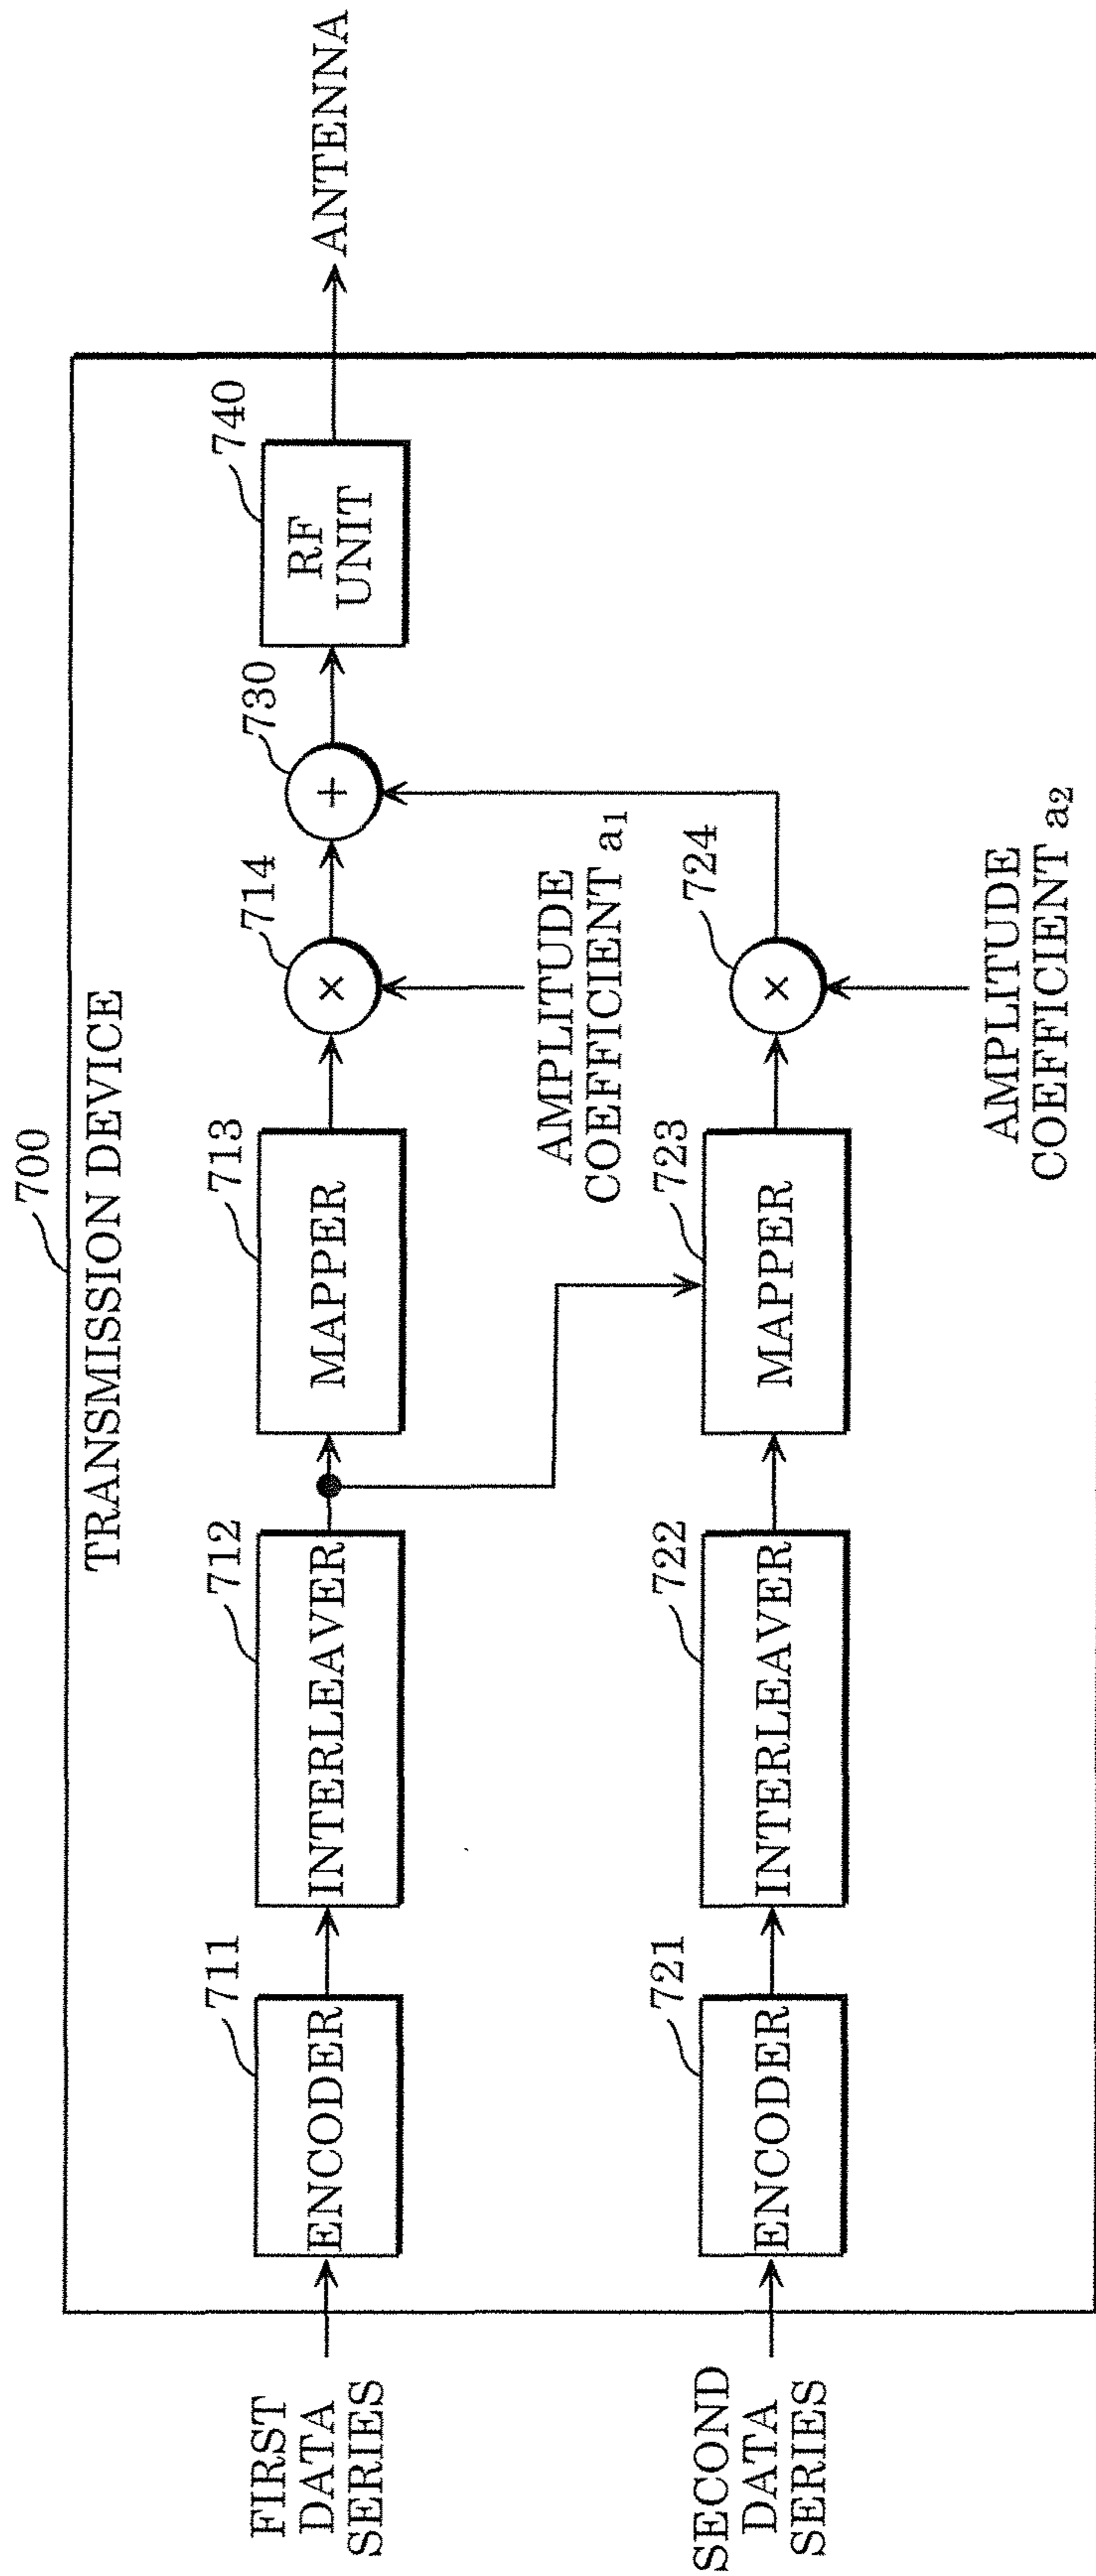 700
TRANSMISSION DEVICE
FIRST
DATA
SERIES
711
ENCODER
712
INTERLEAVER
713
MAPPER
714
×
AMPLITUDE
COEFFICIENT a1
730
+
740
RF
UNIT
ANTENNA
SECOND
DATA
SERIES
721
ENCODER
722
INTERLEAVER
723
MAPPER
724
×
AMPLITUDE
COEFFICIENT a2